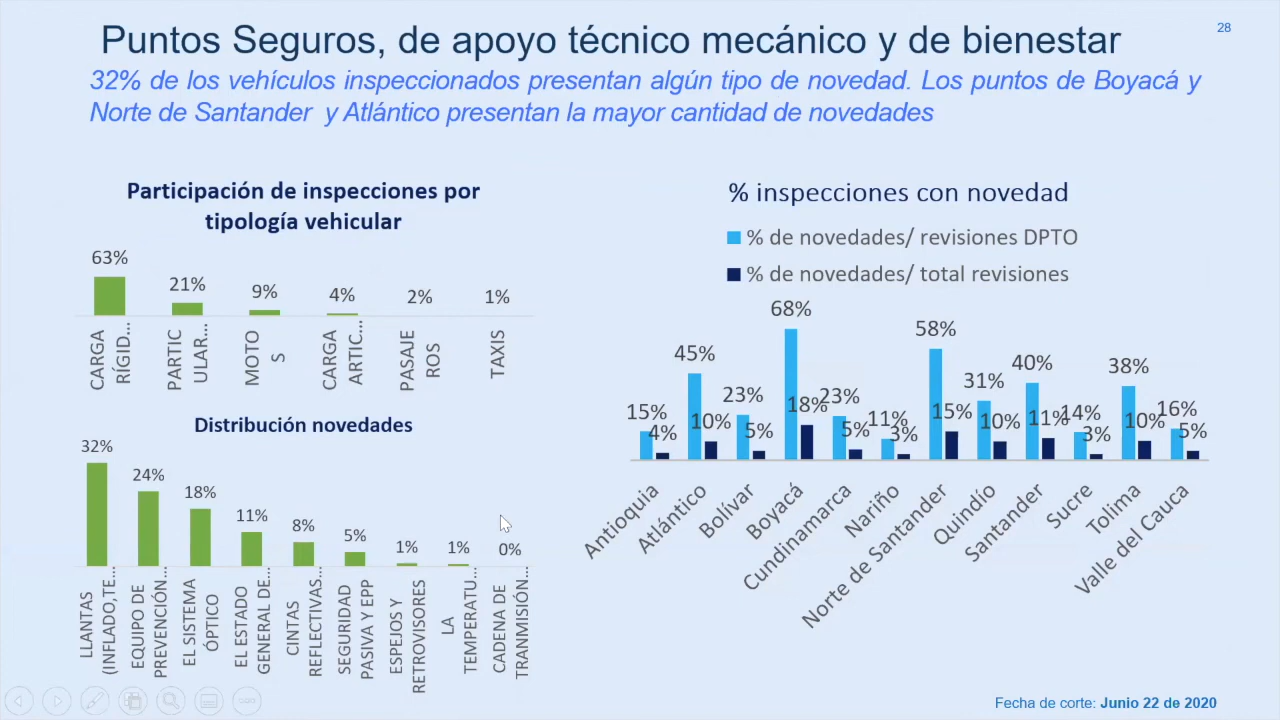 Puntos Seguros, de apoyo técnico mecánico y de bienestar
28
32% de los vehículos inspeccionados presentan algún tipo de novedad. Los puntos de Boyacá y
Norte de Santander y Atlántico presentan la mayor cantidad de novedades
Participación de inspecciones por
tipología vehicular
63%
21%
9%
4%
2%
1%
CARGA
RÍGID...
PARTIC
ULAR...
MOTO
S
CARGA
ARTIC...
PASAJE
ROS
TAXIS
Distribución novedades
32%
24%
18%
11%
8%
5%
1%
1%
0%
LLANTAS
(INFLADO,TE...
EQUIPO DE
PREVENCIÓN...
EL SISTEMA
ÓPTICO
EL ESTADO
GENERAL DE...
CINTAS
REFLECTIVAS...
SEGURIDAD
PASIVA Y EPP
ESPEJOS Y
RETROVISORES
LA
TEMPERATU...
CADENA DE
TRANMISIÓN...
% inspecciones con novedad
% de novedades/ revisiones DPTO
% de novedades/ total revisiones
15%
4%
45%
10%
23%
5%
68%
18%
23%
5%
11%
3%
58%
15%
31%
10%
40%
11%
14%
3%
38%
10%
16%
5%
Antioquia
Atlántico
Bolívar
Boyacá
Cundinamarca
Nariño
Norte de Santander
Quindío
Santander
Sucre
Tolima
Valle del Cauca
Fecha de corte: Junio 22 de 2020